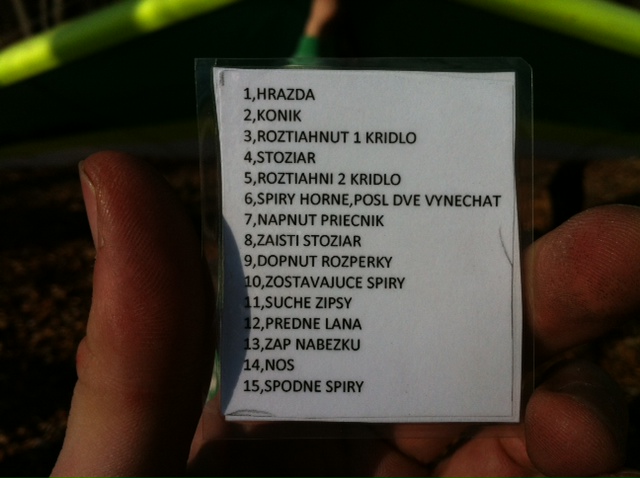 1,HRAZDA
2,KONIK
3,ROZTIAHNUT 1 KRIDLO
4,STOZIAR
5,ROZTIAHNI 2 KRIDLO
6,SPIRY HORNE,POSL DVE VYNECHAT
7,NAPNUT PRIECNIK
8,ZAISTI STOZIAR
9,DOPNUT ROZPERKY
10,ZOSTAVAJUCE SPIRY
11,SUCHE ZIPSY
12,PREDNE LANA
13,ZAP NABEZKU
14,NOS
15,SPODNE SPIRY